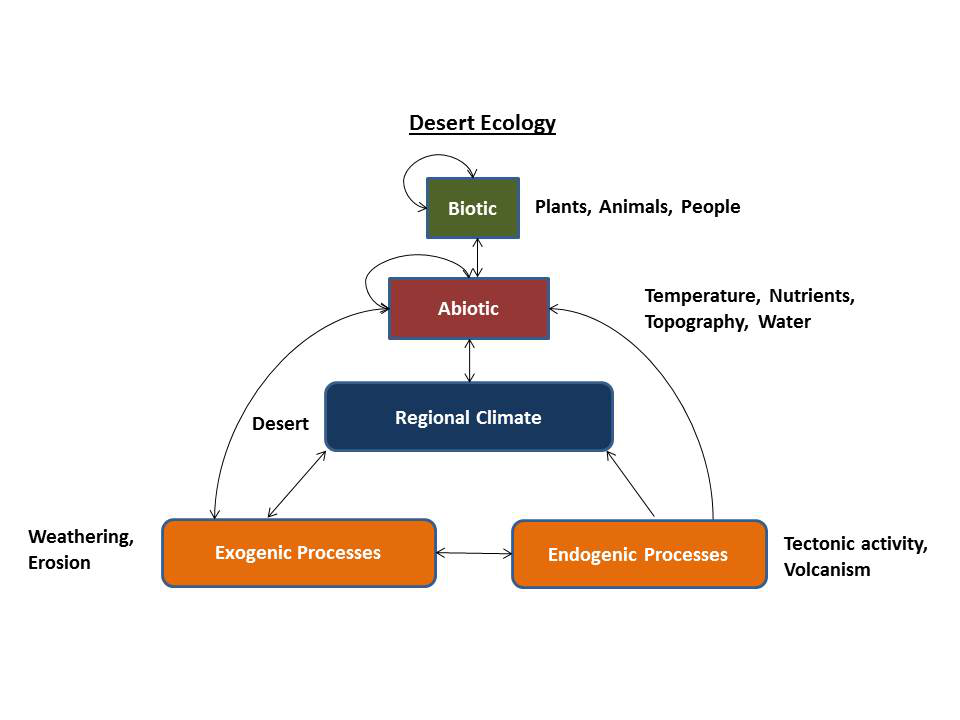 Desert Ecology
Biotic
Plants, Animals, People
Abiotic
Temperature, Nutrients,
Topography, Water
Regional Climate
Desert
Exogenic Processes
Weathering,
Erosion
Endogenic Processes
Tectonic activity,
Volcanism